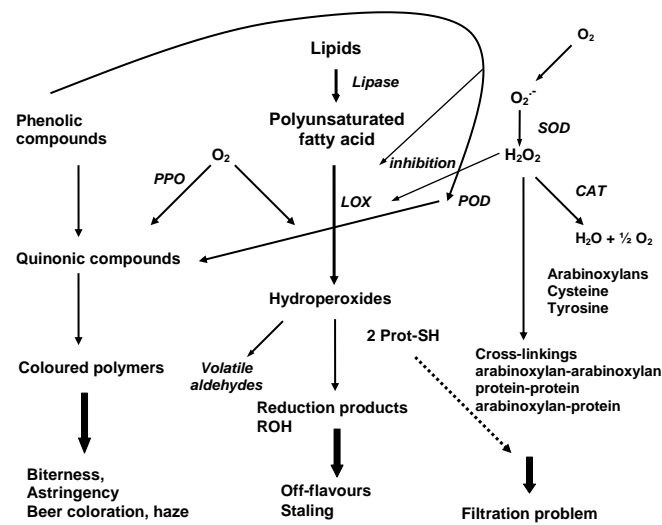 Lipids
O2
Lipase
O2·-
Phenolic
compounds
Polyunsaturated
fatty acid
SOD
O2
inhibition
H2O2
PPO
LOX
POD
CAT
H2O + ½ O2
Quinonic compounds
Arabinoxylans
Cysteine
Tyrosine
Hydroperoxides
2 Prot-SH
Coloured polymers
Volatile
aldehydes
Cross-linkings
arabinoxylan-arabinoxylan
protein-protein
arabinoxylan-protein
Reduction products
ROH
Biterness,
Astringency
Beer coloration, haze
Off-flavours
Staling
Filtration problem